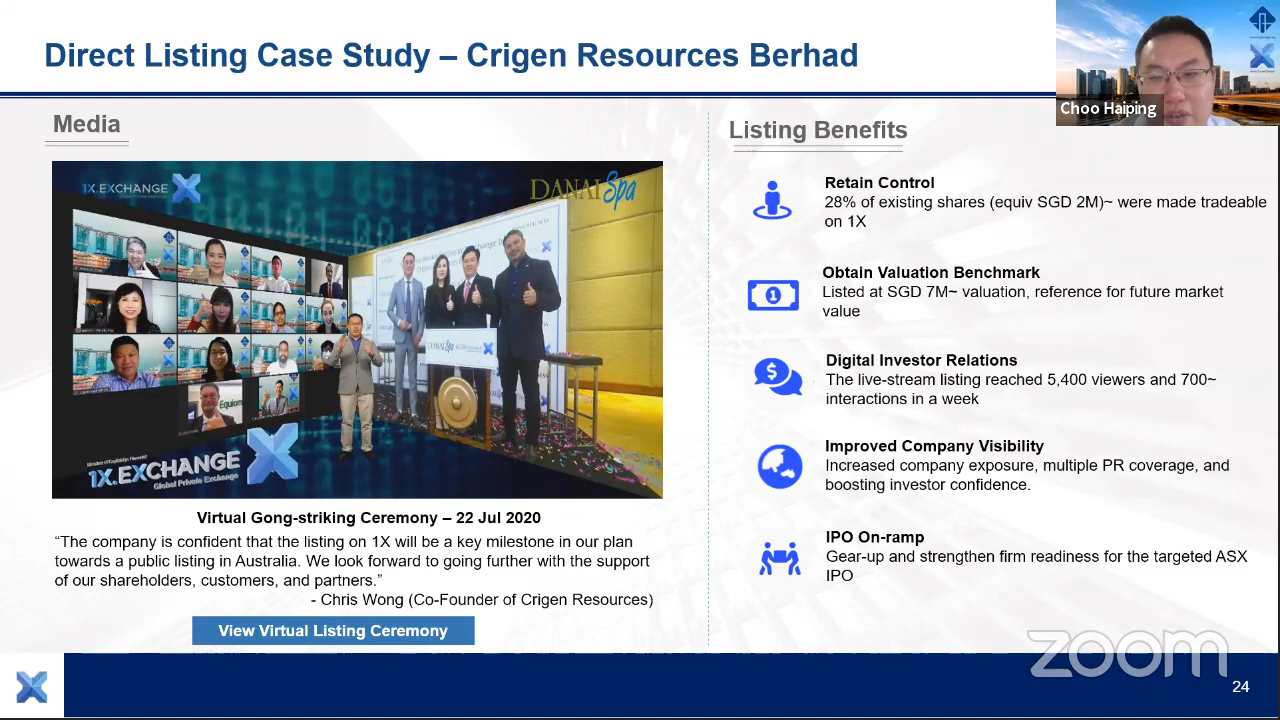 Direct Listing Case Study – Crigen Resources Berhad
Choo Haiping
Media
1X.EXCHANGE
DANAI Spa
DANAI Spa
Equiom
1X.EXCHANGE
Global Private Exchange
Virtual Gong-striking Ceremony – 22 Jul 2020
“The company is confident that the listing on 1X will be a key milestone in our plan
towards a public listing in Australia. We look forward to going further with the support
of our shareholders, customers, and partners.”
- Chris Wong (Co-Founder of Crigen Resources)
View Virtual Listing Ceremony
Listing Benefits
Retain Control
28% of existing shares (equiv SGD 2M)~ were made tradeable
on 1X
Obtain Valuation Benchmark
Listed at SGD 7M~ valuation, reference for future market
value
Digital Investor Relations
The live-stream listing reached 5,400 viewers and 700~
interactions in a week
Improved Company Visibility
Increased company exposure, multiple PR coverage, and
boosting investor confidence.
IPO On-ramp
Gear-up and strengthen firm readiness for the targeted ASX
IPO
zoom
24